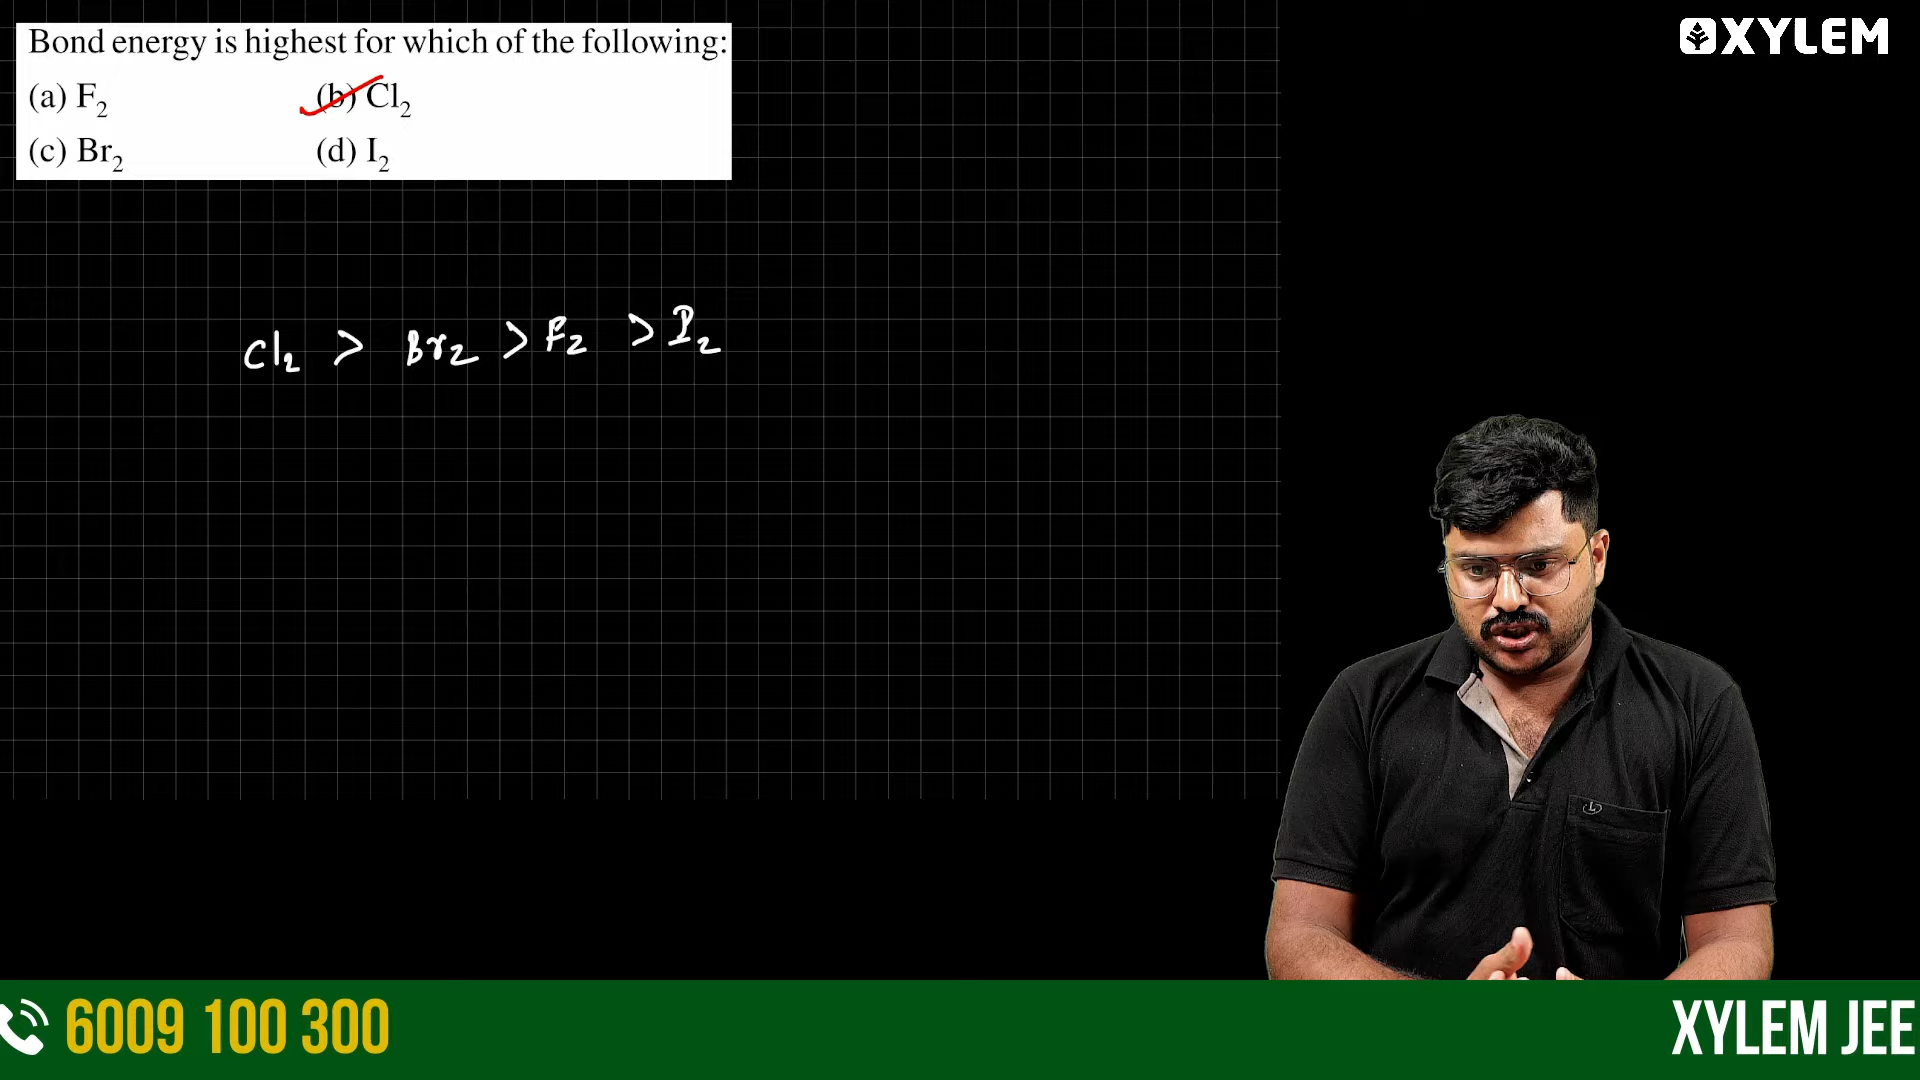 Bond energy is highest for which of the following:
(a) F₂ (b) Cl₂
(c) Br₂ (d) I₂
XYLEM
Cl₂ > Br₂ > F₂ > I₂
6009 100 300
XYLEM JEE